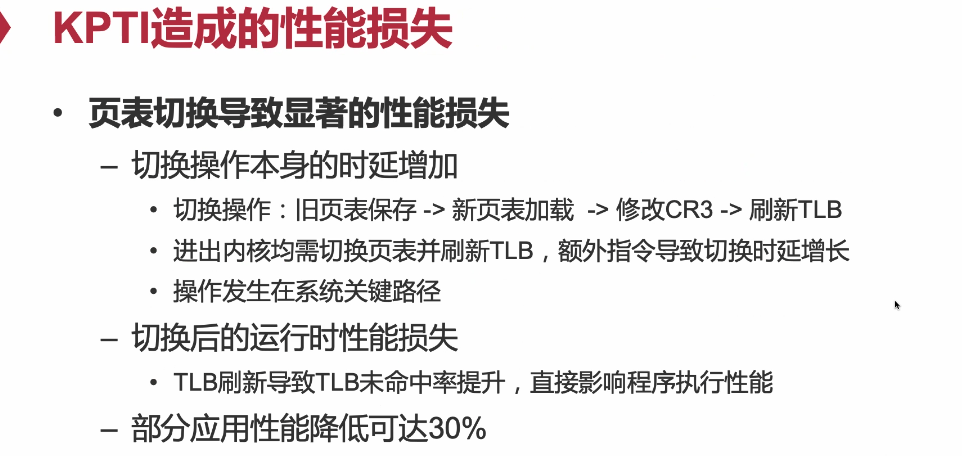 KPTI造成的性能损失
• 页表切换导致显著的性能损失
– 切换操作本身的时延增加
• 切换操作：旧页表保存 -> 新页表加载 -> 修改CR3 -> 刷新TLB
• 进出内核均需切换页表并刷新TLB，额外指令导致切换时延增长
• 操作发生在系统关键路径
– 切换后的运行时性能损失
• TLB刷新导致TLB未命中率提升，直接影响程序执行性能
– 部分应用性能降低可达30%